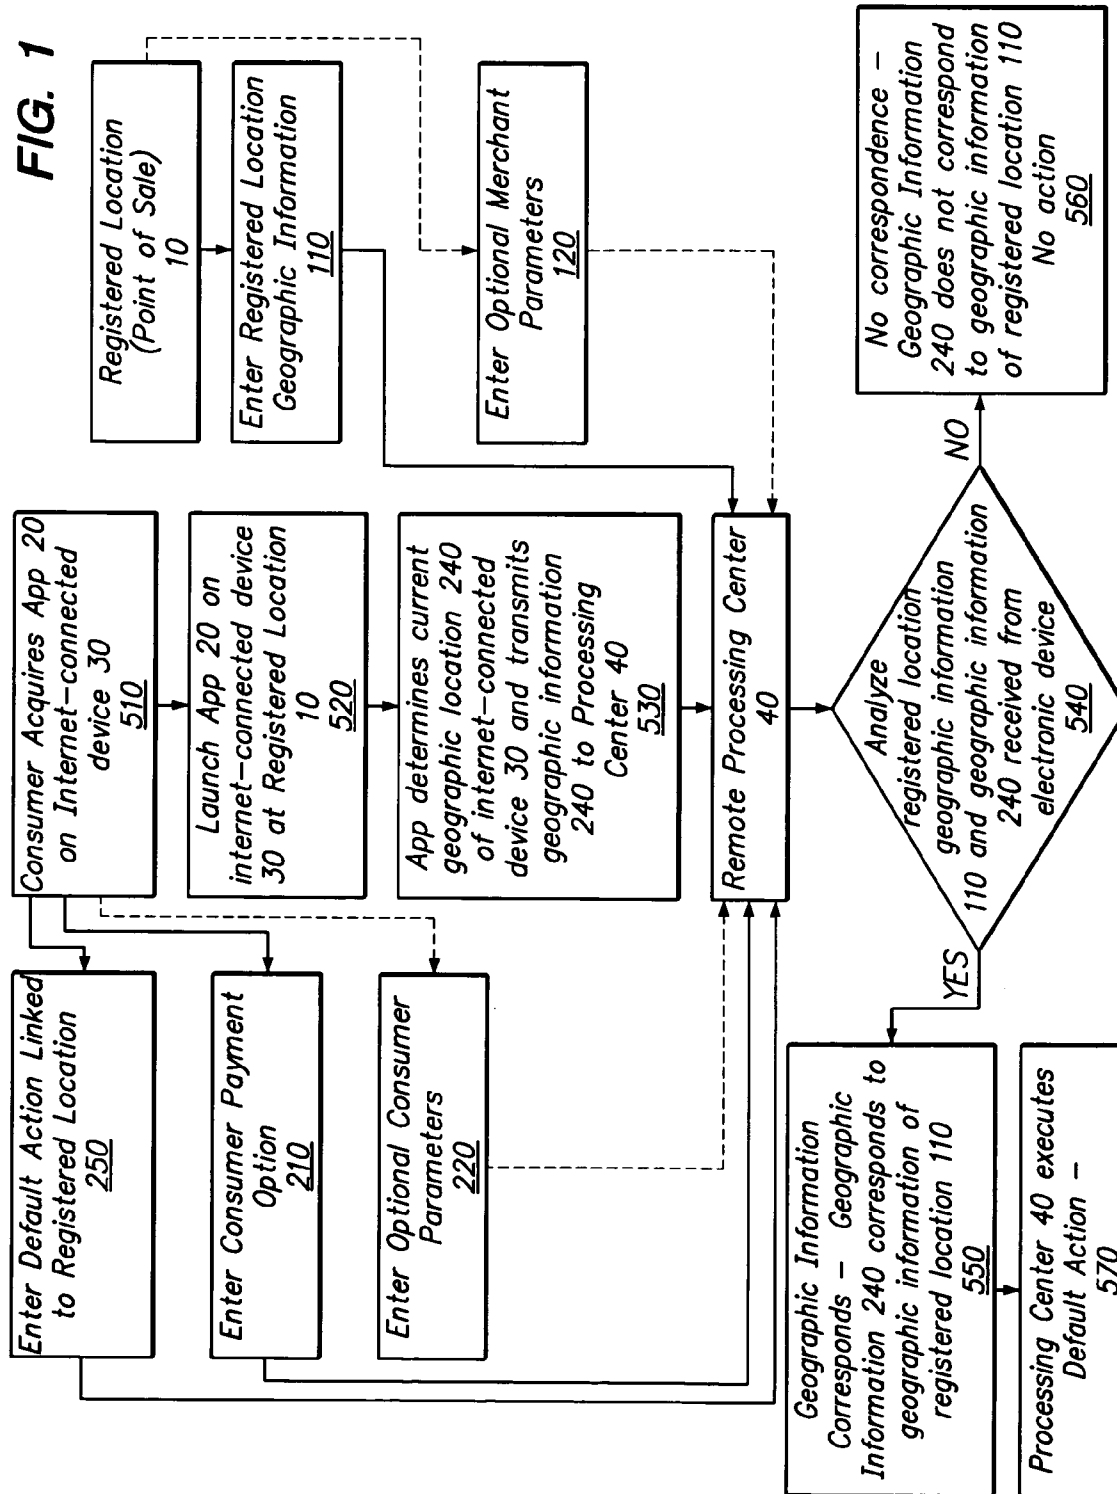 FIG. 1
Enter Default Action Linked
to Registered Location
250
Enter Consumer Payment
Option
210
Enter Optional Consumer
Parameters
220
Consumer Acquires App 20
on Internet-connected
device 30
510
Launch App 20 on
internet-connected device
30 at Registered Location
10
520
App determines current
geographic location 240
of internet-connected
device 30 and transmits
geographic information
240 to Processing
Center 40
530
Registered Location
(Point of Sale)
10
Enter Registered Location
Geographic Information
110
Enter Optional Merchant
Parameters
120
Remote Processing Center
40
Analyze
registered location
geographic information
110 and geographic information
240 received from
electronic device
540
YES
NO
Geographic Information
Corresponds - Geographic
Information 240 corresponds to
geographic information of
registered location 110
550
Processing Center 40 executes
Default Action -
570
No correspondence -
Geographic Information
240 does not correspond
to geographic information
of registered location 110
No action
560